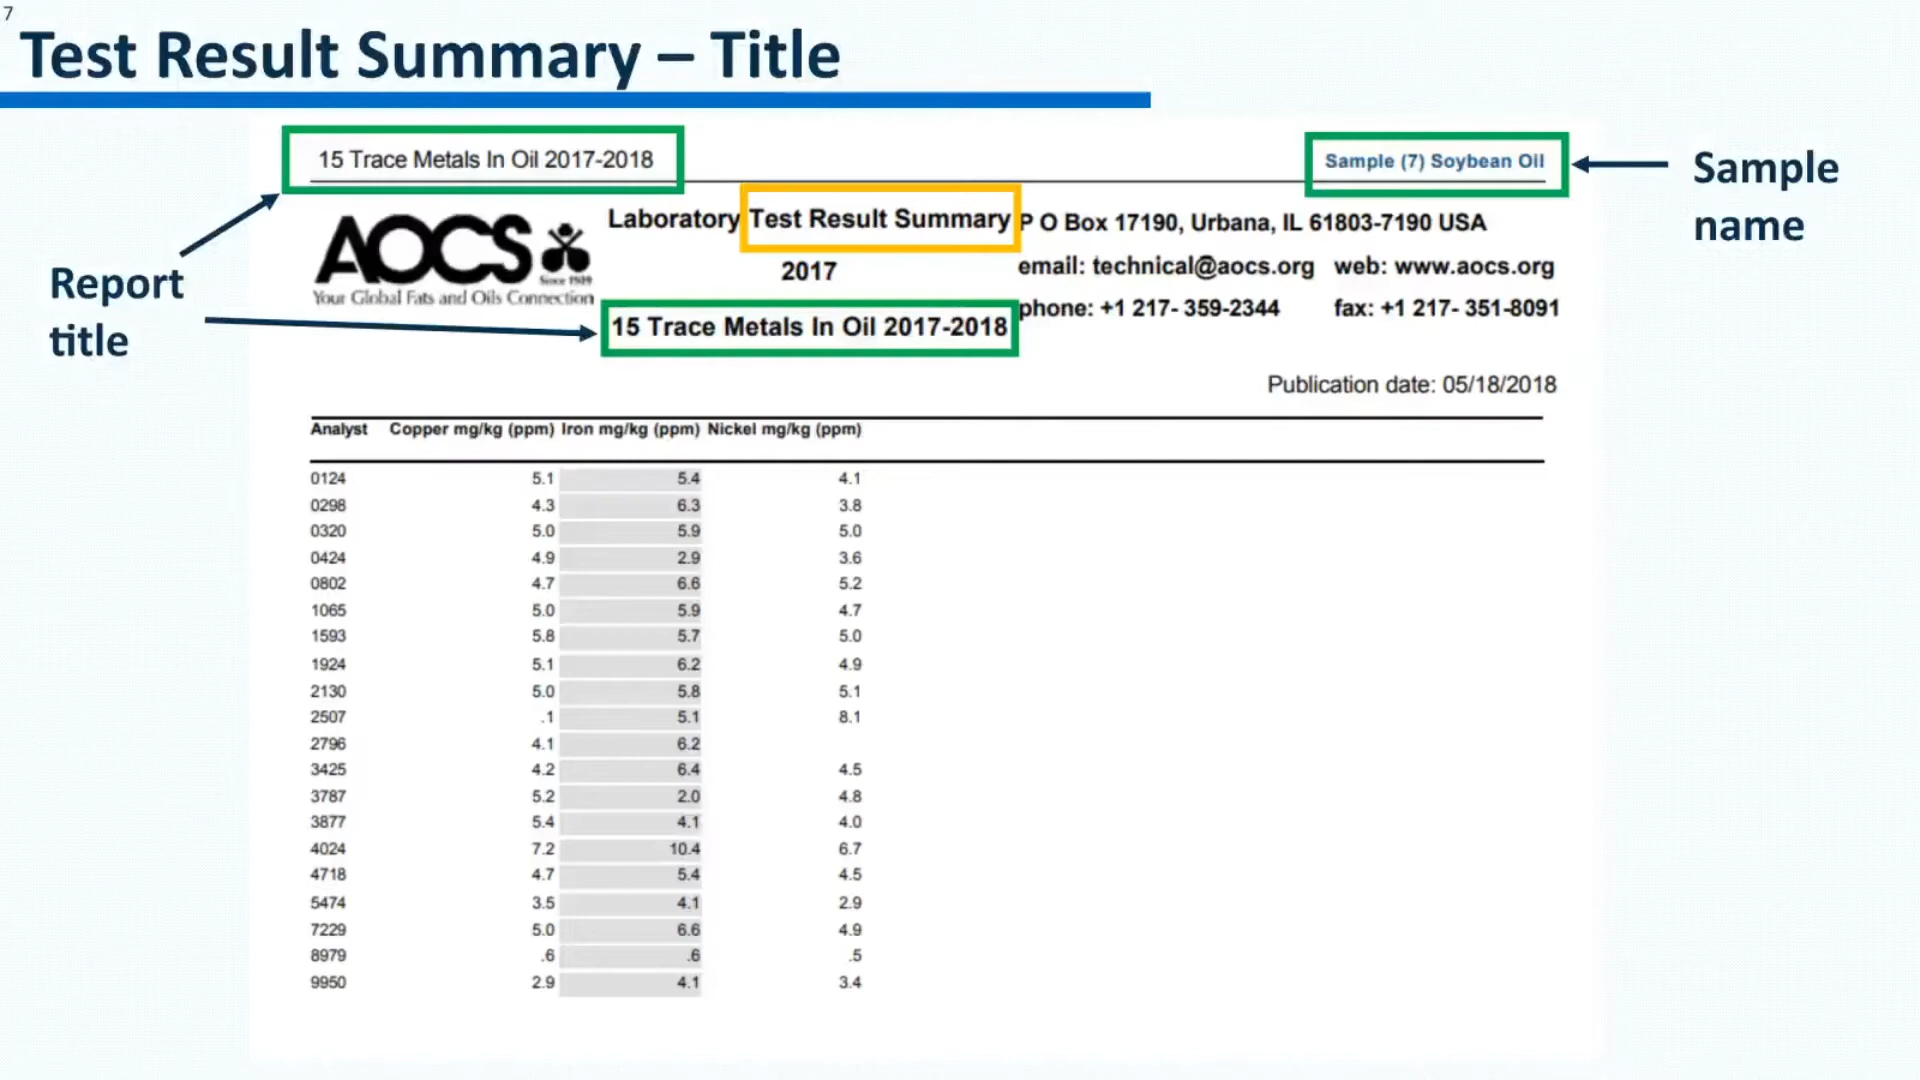 7
Test Result Summary – Title
15 Trace Metals In Oil 2017-2018
Sample (7) Soybean Oil
Sample
name
Report
title
AOCS
Since 1909
Your Global Fats and Oils Connection
Laboratory Test Result Summary
2017
15 Trace Metals In Oil 2017-2018
P O Box 17190, Urbana, IL 61803-7190 USA
email: technical@aocs.org web: www.aocs.org
phone: +1 217- 359-2344 fax: +1 217- 351-8091
Publication date: 05/18/2018
Analyst Copper mg/kg (ppm) Iron mg/kg (ppm) Nickel mg/kg (ppm)
0124 5.1 5.4 4.1
0298 4.3 6.3 3.8
0320 5.0 5.9 5.0
0424 4.9 2.9 3.6
0802 4.7 6.6 5.2
1065 5.0 5.9 4.7
1593 5.8 5.7 5.0
1924 5.1 6.2 4.9
2130 5.0 5.8 5.1
2507 .1 5.1 8.1
2796 4.1 6.2
3425 4.2 6.4 4.5
3787 5.2 2.0 4.8
3877 5.4 4.1 4.0
4024 7.2 10.4 6.7
4718 4.7 5.4 4.5
5474 3.5 4.1 2.9
7229 5.0 6.6 4.9
8979 .6 .6 .5
9950 2.9 4.1 3.4